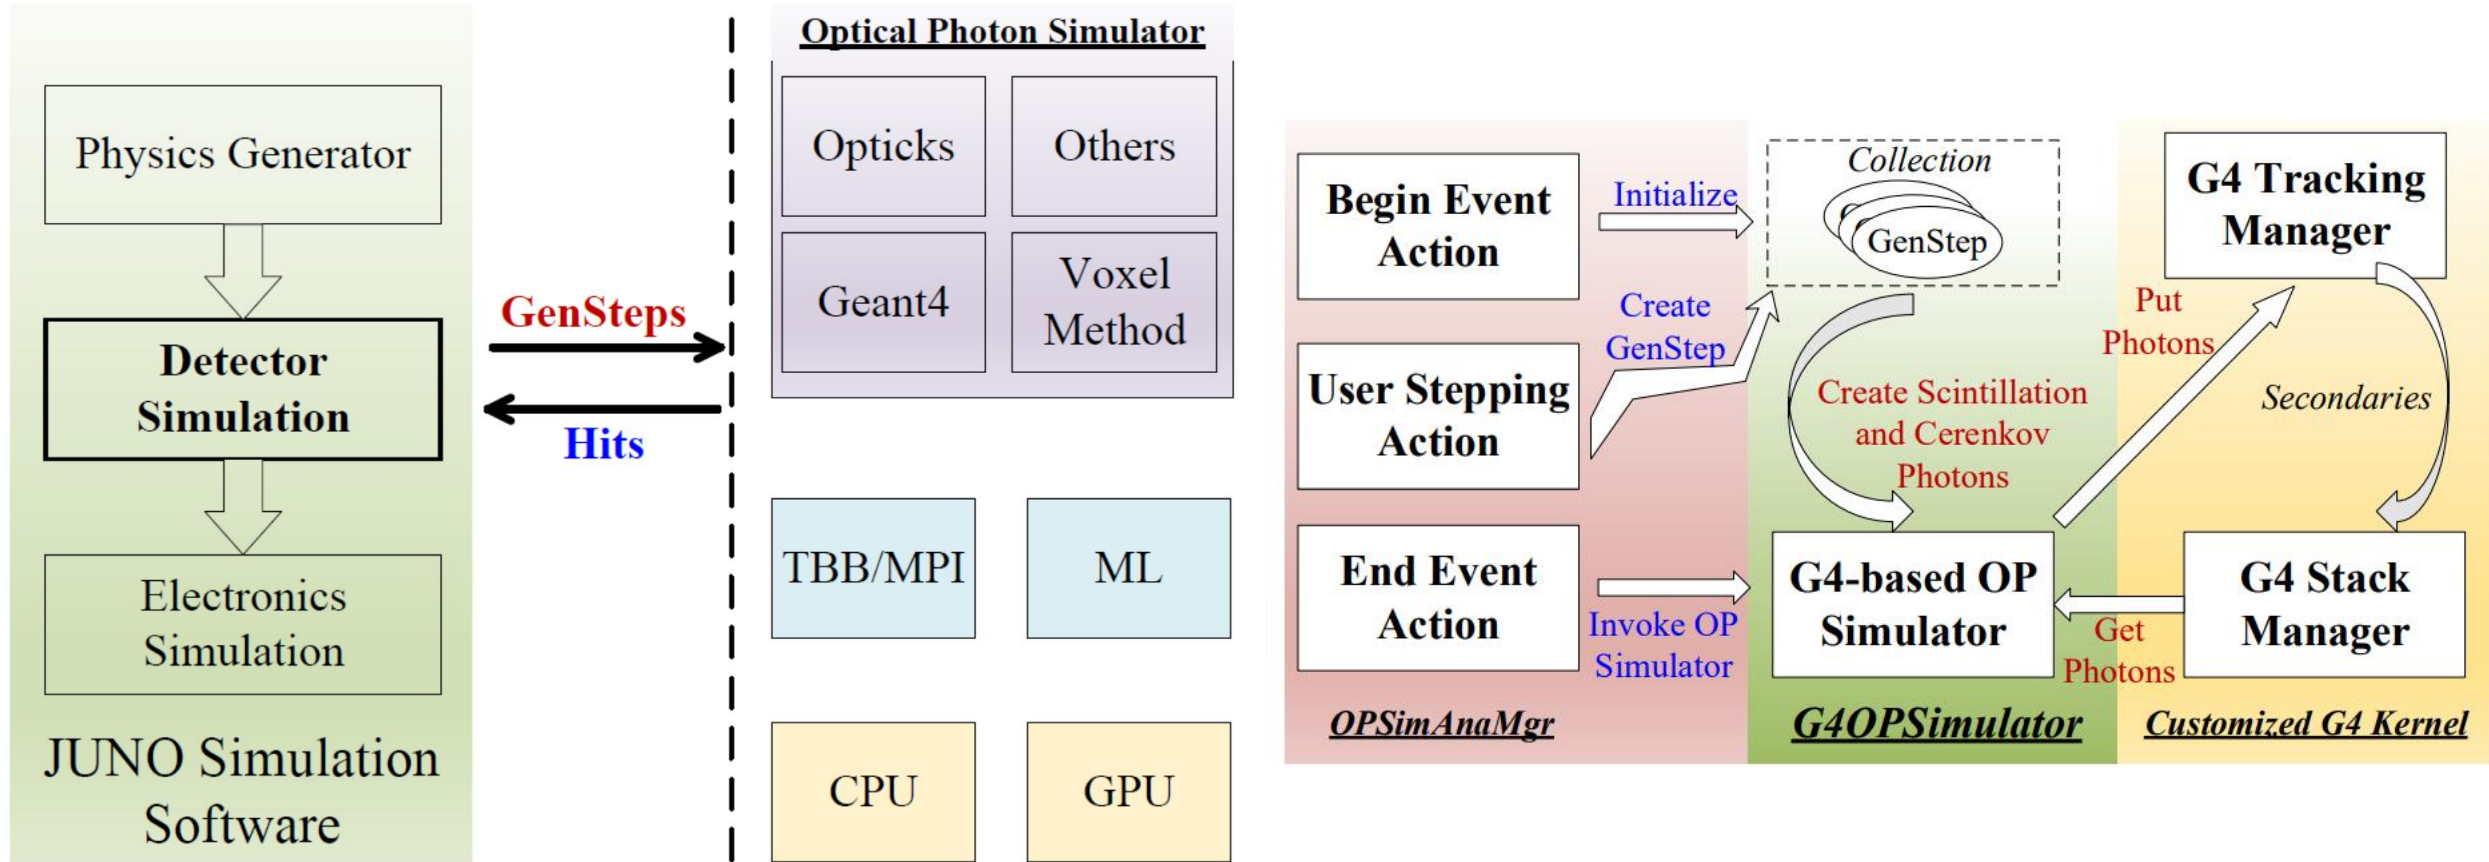 Physics Generator
Detector
Simulation
Electronics
Simulation
JUNO Simulation
Software
GenSteps
Hits
Optical Photon Simulator
Opticks
Others
Geant4
Voxel
Method
TBB/MPI
ML
CPU
GPU
Begin Event
Action
User Stepping
Action
End Event
Action
OPSimAnaMgr
Initialize
Create
GenStep
Invoke OP
Simulator
Collection
GenStep
Create Scintillation
and Cerenkov
Photons
G4-based OP
Simulator
G4OPSimulator
G4 Tracking
Manager
Put
Photons
Secondaries
G4 Stack
Manager
Get
Photons
Customized G4 Kernel